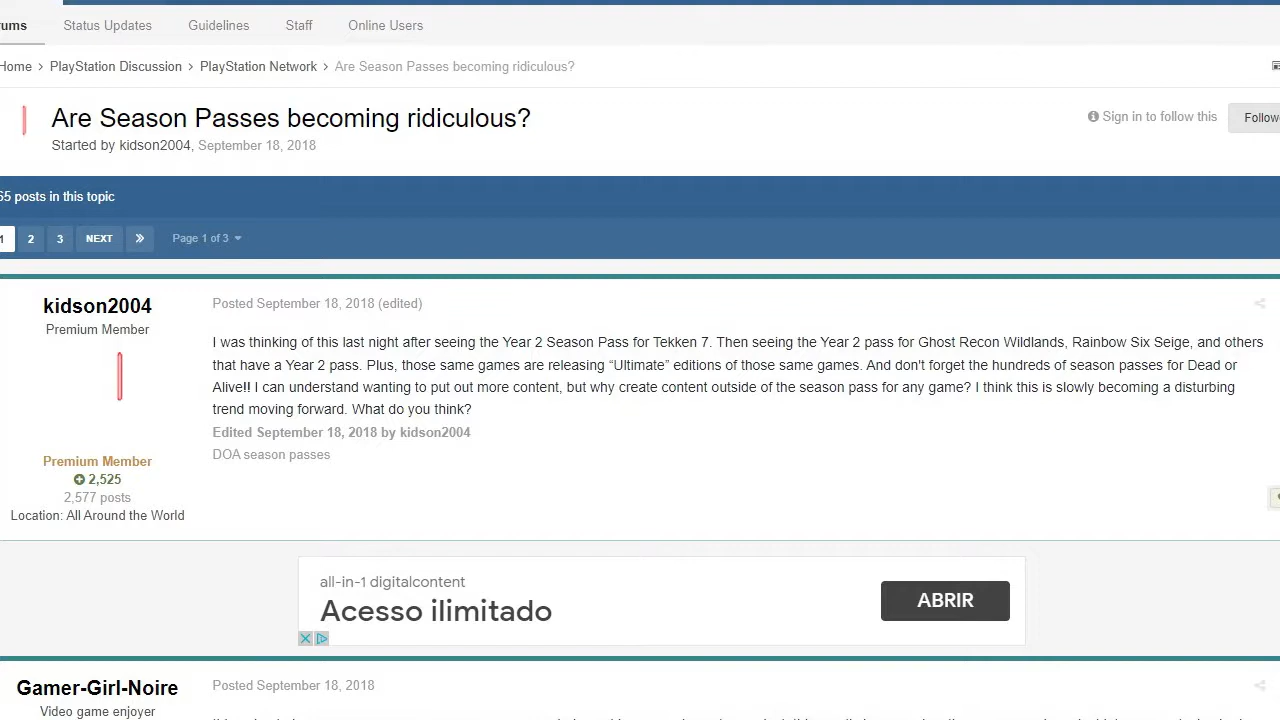 ums Status Updates Guidelines Staff Online Users
Home > PlayStation Discussion > PlayStation Network > Are Season Passes becoming ridiculous?
Are Season Passes becoming ridiculous?
Sign in to follow this
Follow
Started by kidson2004, September 18, 2018
65 posts in this topic
1 2 3 NEXT » Page 1 of 3
kidson2004
Premium Member
Posted September 18, 2018 (edited)
I was thinking of this last night after seeing the Year 2 Season Pass for Tekken 7. Then seeing the Year 2 pass for Ghost Recon Wildlands, Rainbow Six Seige, and others
that have a Year 2 pass. Plus, those same games are releasing “Ultimate” editions of those same games. And don't forget the hundreds of season passes for Dead or
Alive!! I can understand wanting to put out more content, but why create content outside of the season pass for any game? I think this is slowly becoming a disturbing
trend moving forward. What do you think?
Edited September 18, 2018 by kidson2004
DOA season passes
Premium Member
2,525
2,577 posts
Location: All Around the World
all-in-1 digitalcontent
Acesso ilimitado
ABRIR
Gamer-Girl-Noire
Video game enjoyer
Posted September 18, 2018